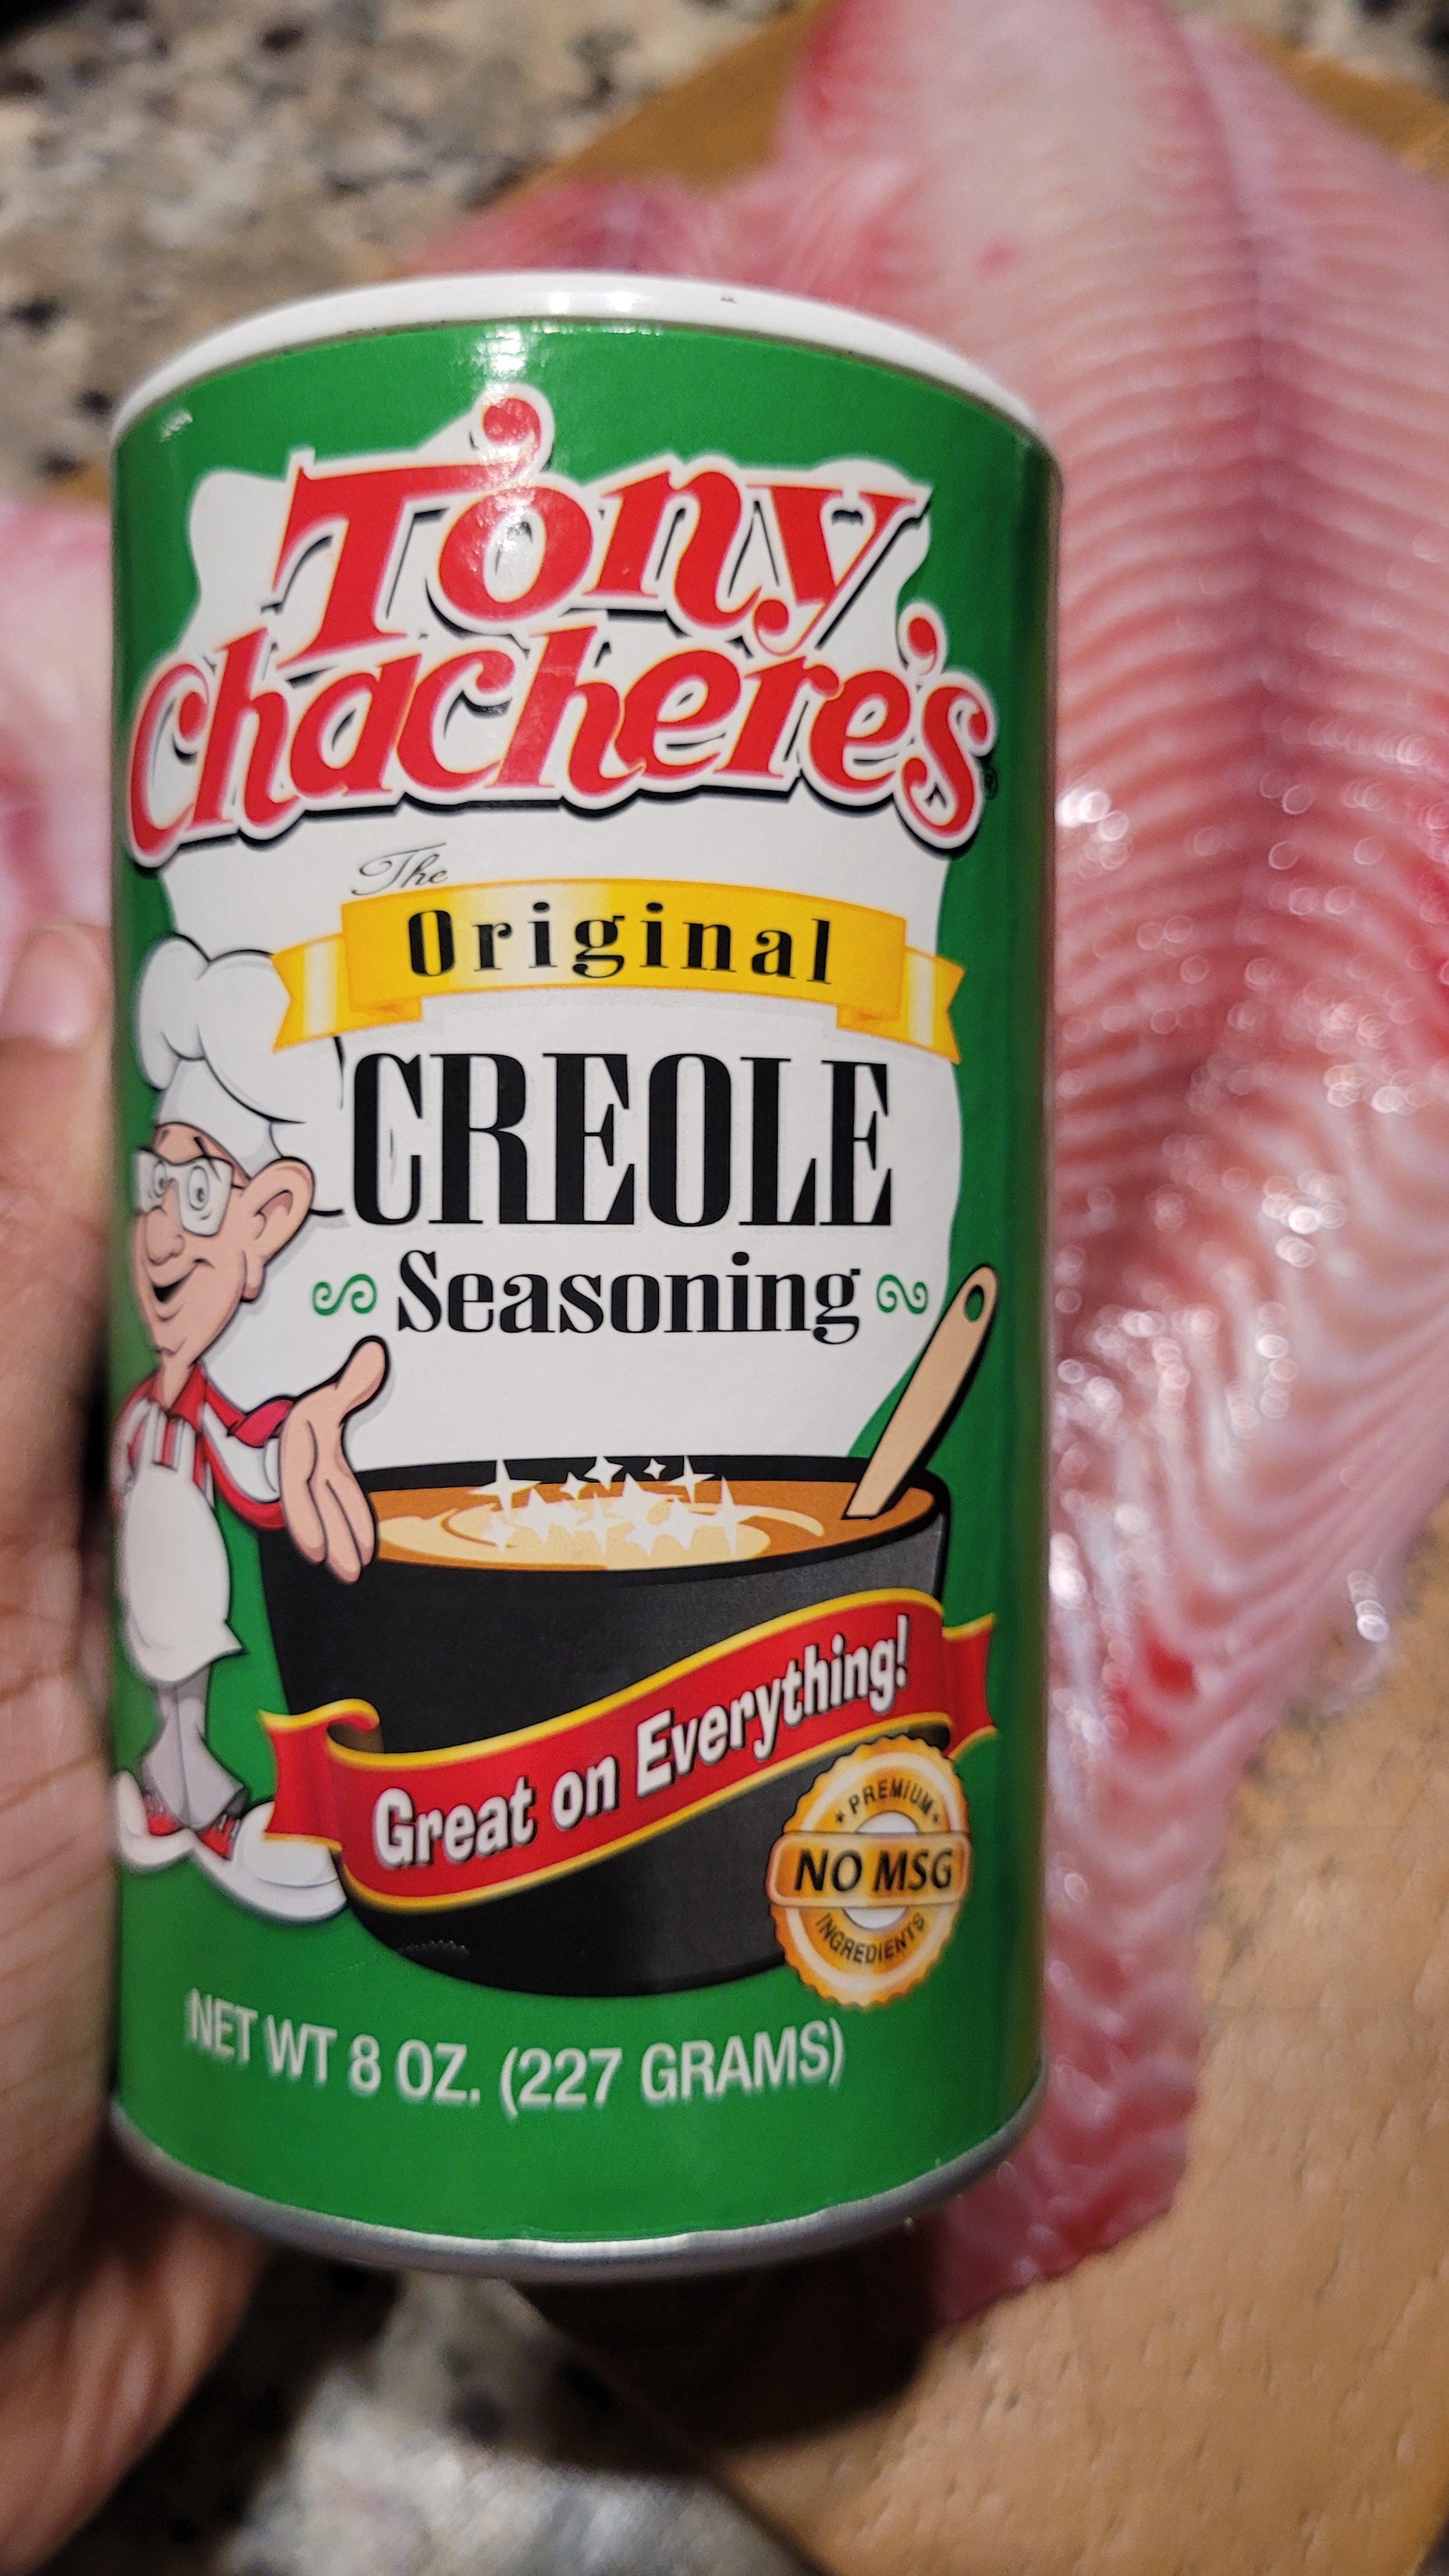 Tony
Chachere's®
The
Original
CREOLE
Seasoning
Great on Everything!
PREMIUM
NO MSG
INGREDIENTS
NET WT 8 OZ. (227 GRAMS)